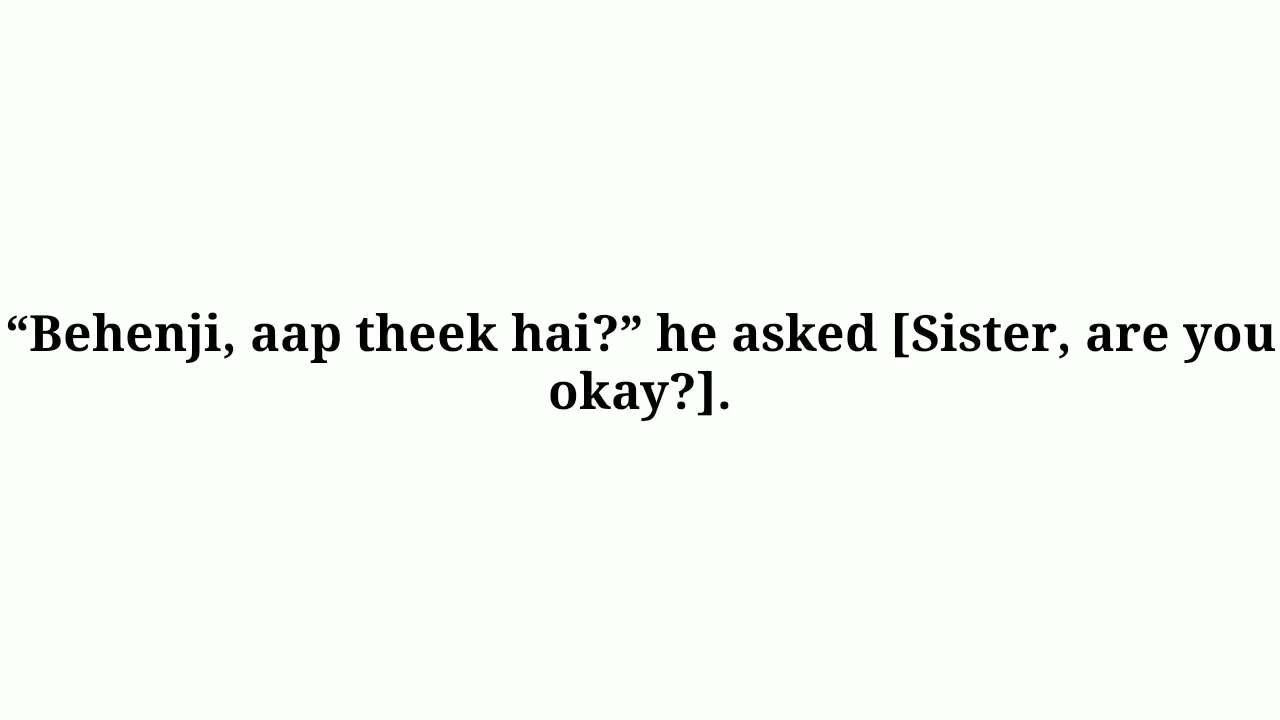 “Behenji, aap theek hai?” he asked [Sister, are you
okay?].